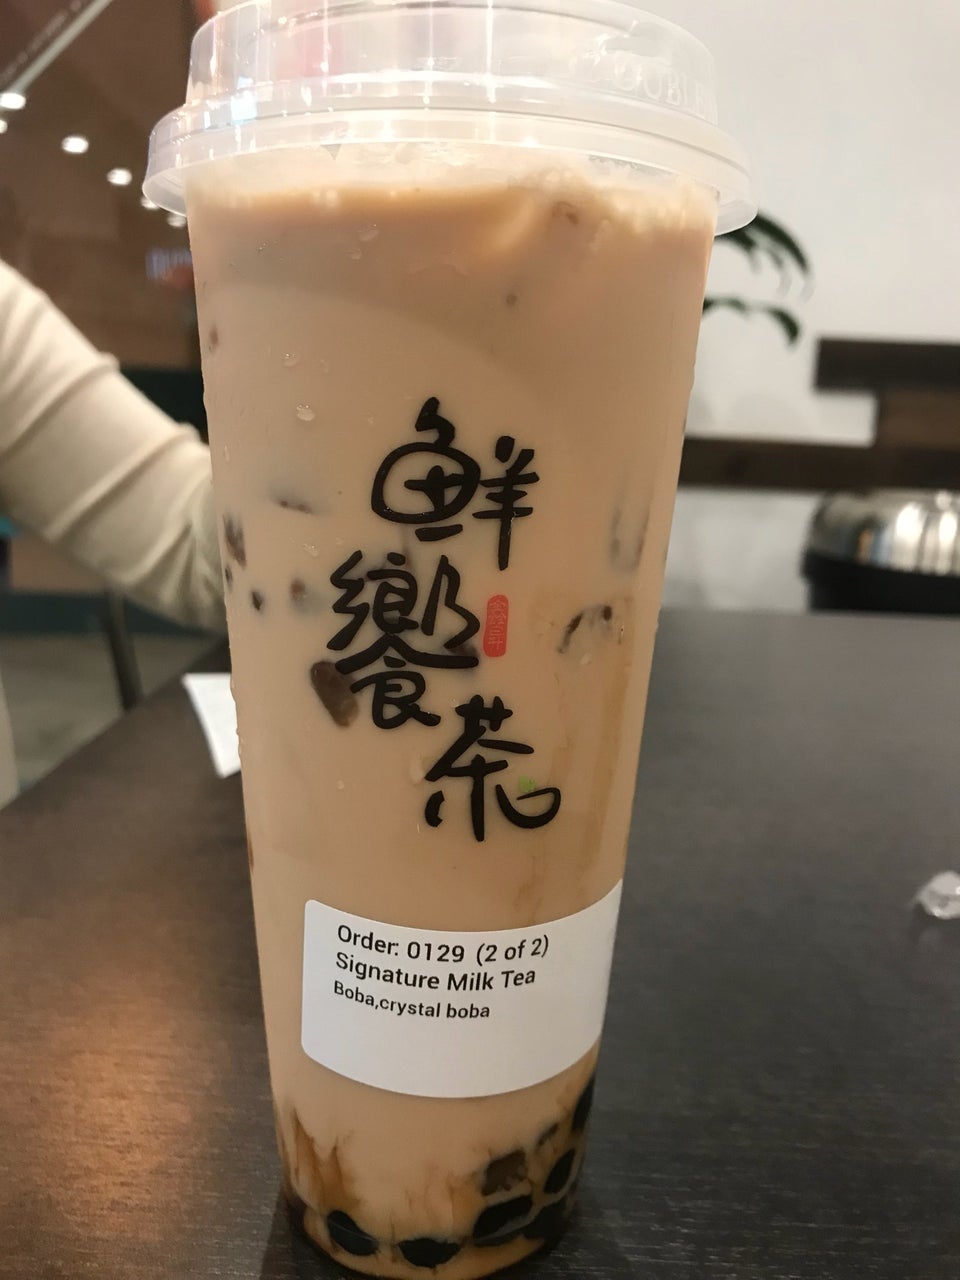 鮮
饗
茶
Order: 0129 (2 of 2)
Signature Milk Tea
Boba,crystal boba